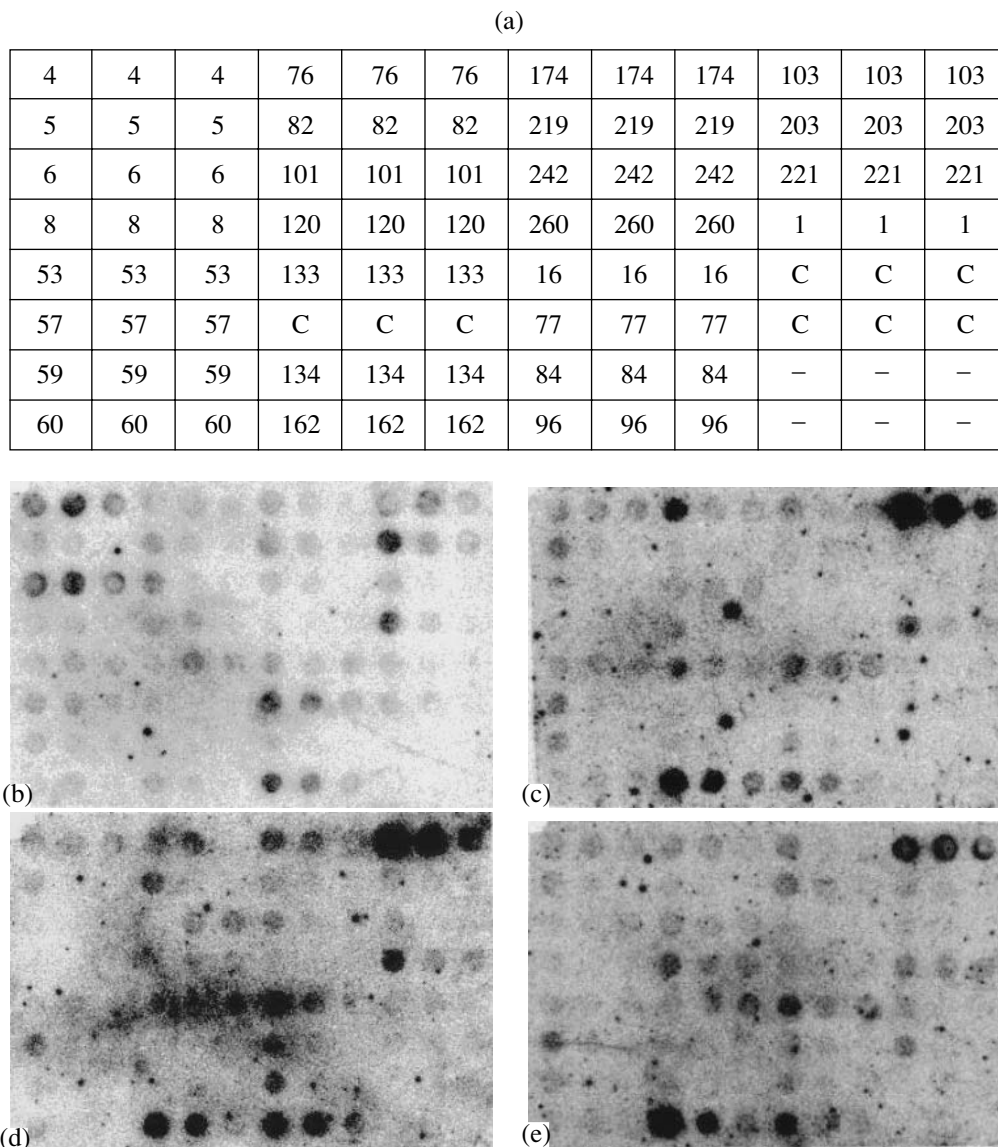 (a)
4 4 4 76 76 76 174 174 174 103 103 103
5 5 5 82 82 82 219 219 219 203 203 203
6 6 6 101 101 101 242 242 242 221 221 221
8 8 8 120 120 120 260 260 260 1 1 1
53 53 53 133 133 133 16 16 16 C C C
57 57 57 C C C 77 77 77 C C C
59 59 59 134 134 134 84 84 84 – – –
60 60 60 162 162 162 96 96 96 – – –
(b) (c)
(d) (e)